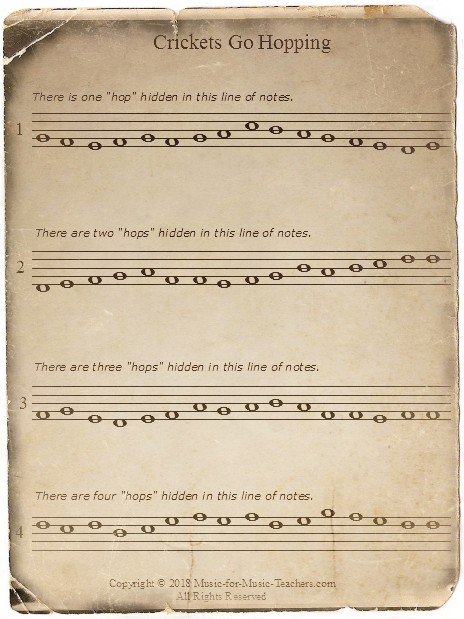 Crickets Go Hopping
There is one "hop" hidden in this line of notes.
1
There are two "hops" hidden in this line of notes.
2
There are three "hops" hidden in this line of notes.
3
There are four "hops" hidden in this line of notes.
4
Copyright © 2018 Music-for-Music-Teachers.com
All Rights Reserved